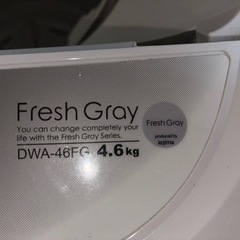 Fresh Gray
You can change completely your
life with the Fresh Gray Series.
DWA-46FG 4.6kg
Fresh Gray
produced by
kojima